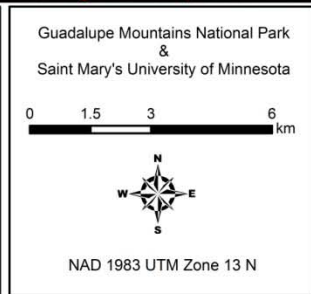 Guadalupe Mountains National Park
&
Saint Mary's University of Minnesota
0 1.5 3 6
km
N
W E
S
NAD 1983 UTM Zone 13 N